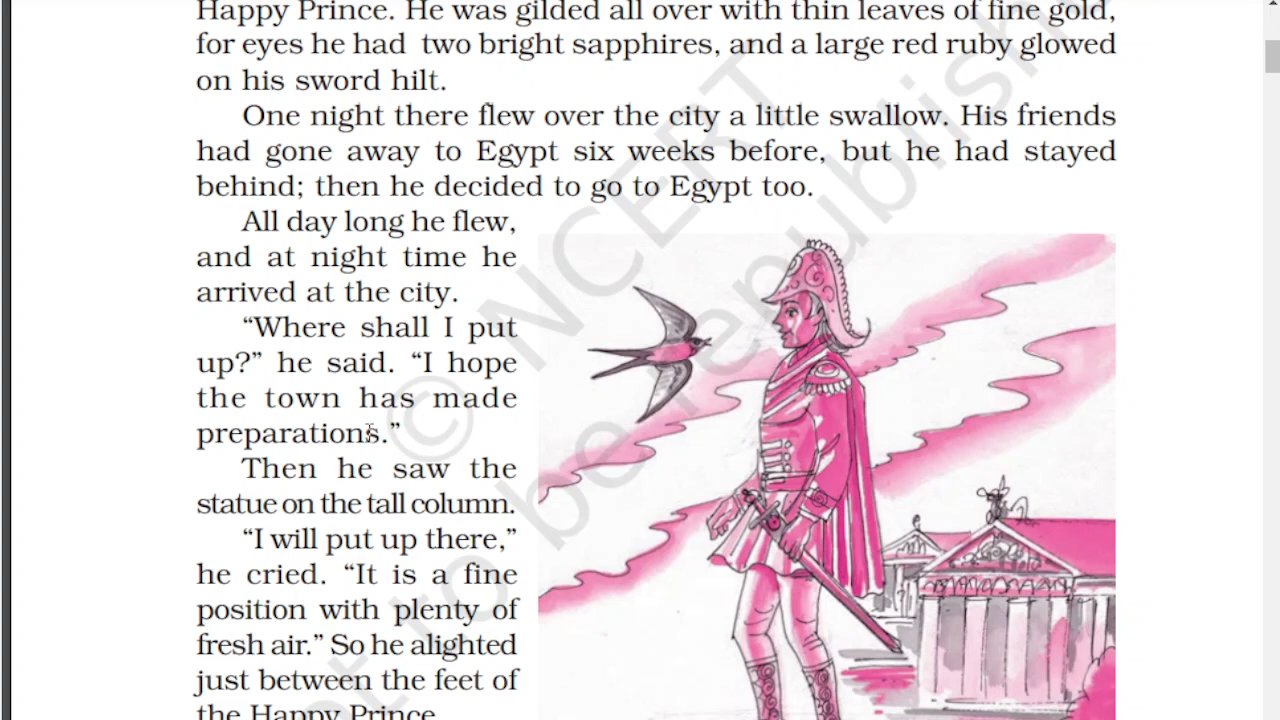 Happy Prince. He was gilded all over with thin leaves of fine gold,
for eyes he had two bright sapphires, and a large red ruby glowed
on his sword hilt.
One night there flew over the city a little swallow. His friends
had gone away to Egypt six weeks before, but he had stayed
behind; then he decided to go to Egypt too.
All day long he flew,
and at night time he
arrived at the city.
“Where shall I put
up?” he said. “I hope
the town has made
preparations.”
Then he saw the
statue on the tall column.
“I will put up there,”
he cried. “It is a fine
position with plenty of
fresh air.” So he alighted
just between the feet of
the Happy Prince.
© NCERT
not to be republished